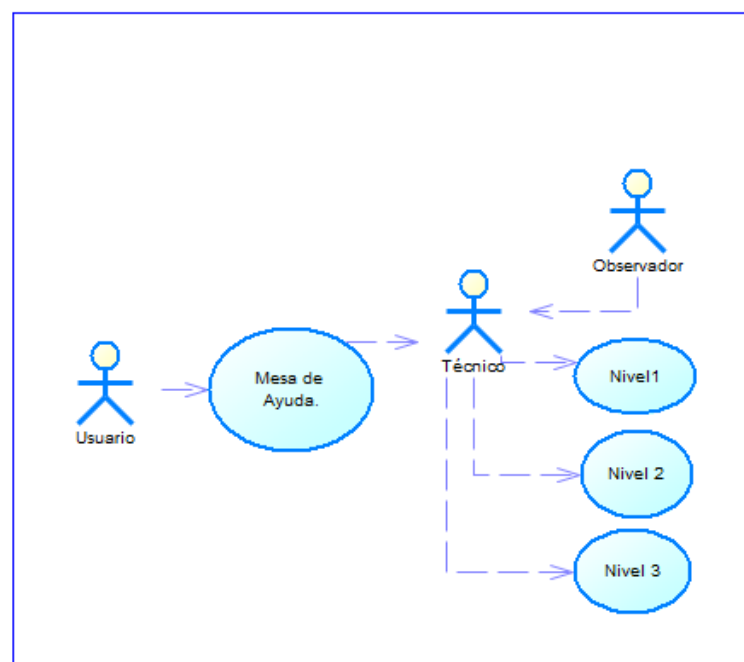 Observador
Técnico
Nivel1
Mesa de
Ayuda.
Usuario
Nivel 2
Nivel 3